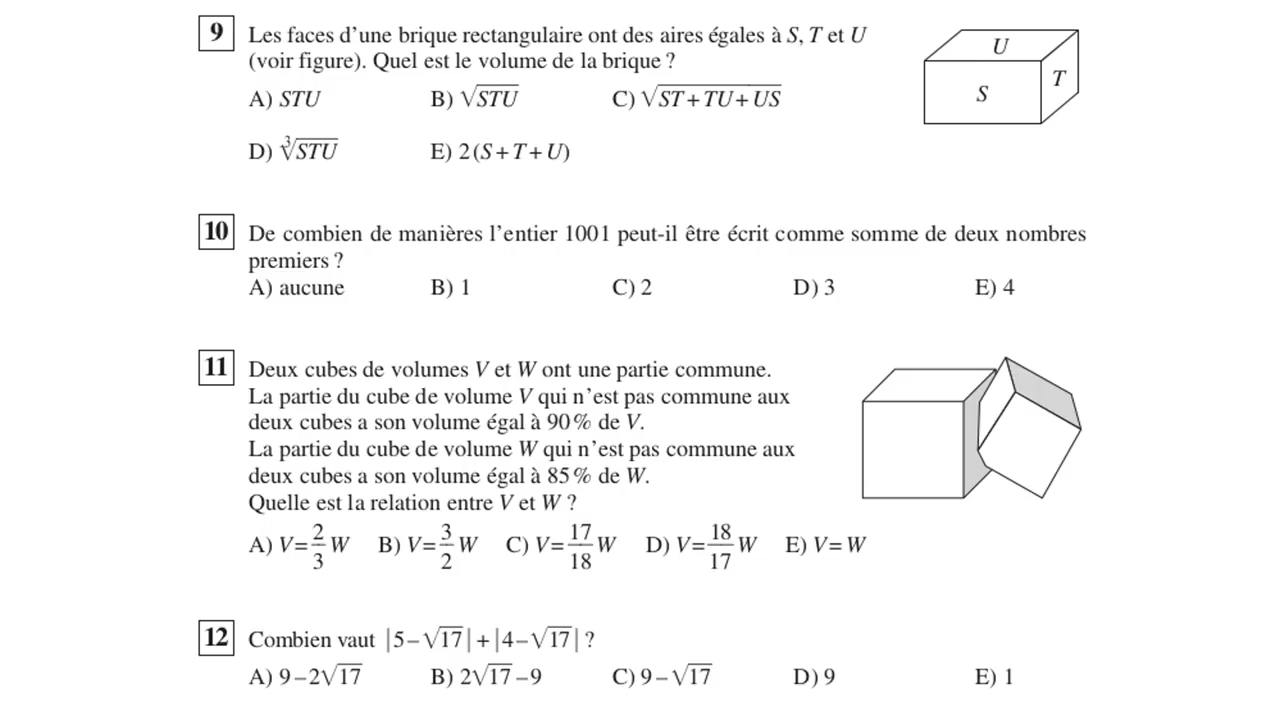 9 Les faces d’une brique rectangulaire ont des aires égales à S, T et U
(voir figure). Quel est le volume de la brique ?
A) STU B) √STU C) √ST+TU+US
D) ∛STU E) 2(S+T+U)
U
S
T
10 De combien de manières l’entier 1001 peut-il être écrit comme somme de deux nombres
premiers ?
A) aucune B) 1 C) 2 D) 3 E) 4
11 Deux cubes de volumes V et W ont une partie commune.
La partie du cube de volume V qui n’est pas commune aux
deux cubes a son volume égal à 90 % de V.
La partie du cube de volume W qui n’est pas commune aux
deux cubes a son volume égal à 85 % de W.
Quelle est la relation entre V et W ?
A) V=2/3 W B) V=3/2 W C) V=17/18 W D) V=18/17 W E) V=W
12 Combien vaut |5–√17|+|4–√17| ?
A) 9–2√17 B) 2√17–9 C) 9–√17 D) 9 E) 1